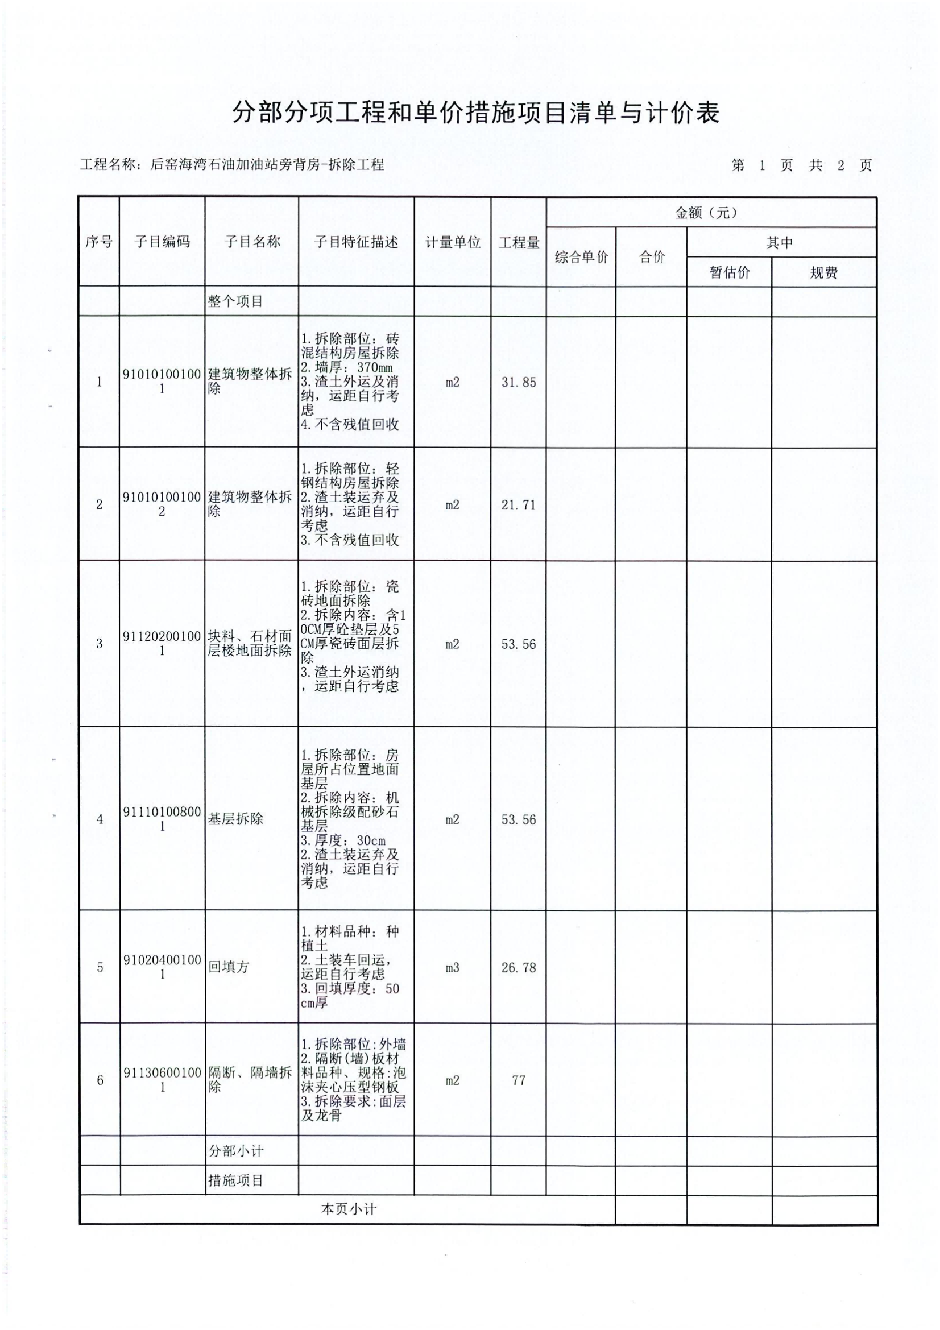 分部分项工程和单价措施项目清单与计价表
工程名称：后窑海湾石油加油站旁背房-拆除工程
第 1 页 共 2 页
序号
子目编码
子目名称
子目特征描述
计量单位
工程量
金额（元）
综合单价
合价
其中
暂估价
规费
整个项目
1
91010100100
1
建筑物整体拆
除
1.拆除部位：砖
混结构房屋拆除
2.墙厚：370mm
3.渣土外运及消
纳，运距自行考
虑
4.不含残值回收
m2
31.85
2
91010100100
2
建筑物整体拆
除
1.拆除部位：轻
钢结构房屋拆除
2.渣土装运弃及
消纳，运距自行
考虑
3.不含残值回收
m2
21.71
3
91120200100
1
块料、石材面
层楼地面拆除
1.拆除部位：瓷
砖地面拆除
2.拆除内容：含1
0CM厚砼垫层及5
CM厚瓷砖面层拆
除
3.渣土外运消纳
，运距自行考虑
m2
53.56
4
91110100800
1
基层拆除
1.拆除部位：房
屋所占位置地面
基层
2.拆除内容：机
械拆除级配砂石
基层
3.厚度：30cm
2.渣土装运弃及
消纳，运距自行
考虑
m2
53.56
5
91020400100
1
回填方
1.材料品种：种
植土
2.土装车回运，
运距自行考虑
3.回填厚度：50
cm厚
m3
26.78
6
91130600100
1
隔断、隔墙拆
除
1.拆除部位:外墙
2.隔断(墙)板材
料品种、规格:泡
沫夹心压型钢板
3.拆除要求:面层
及龙骨
m2
77
分部小计
措施项目
本页小计